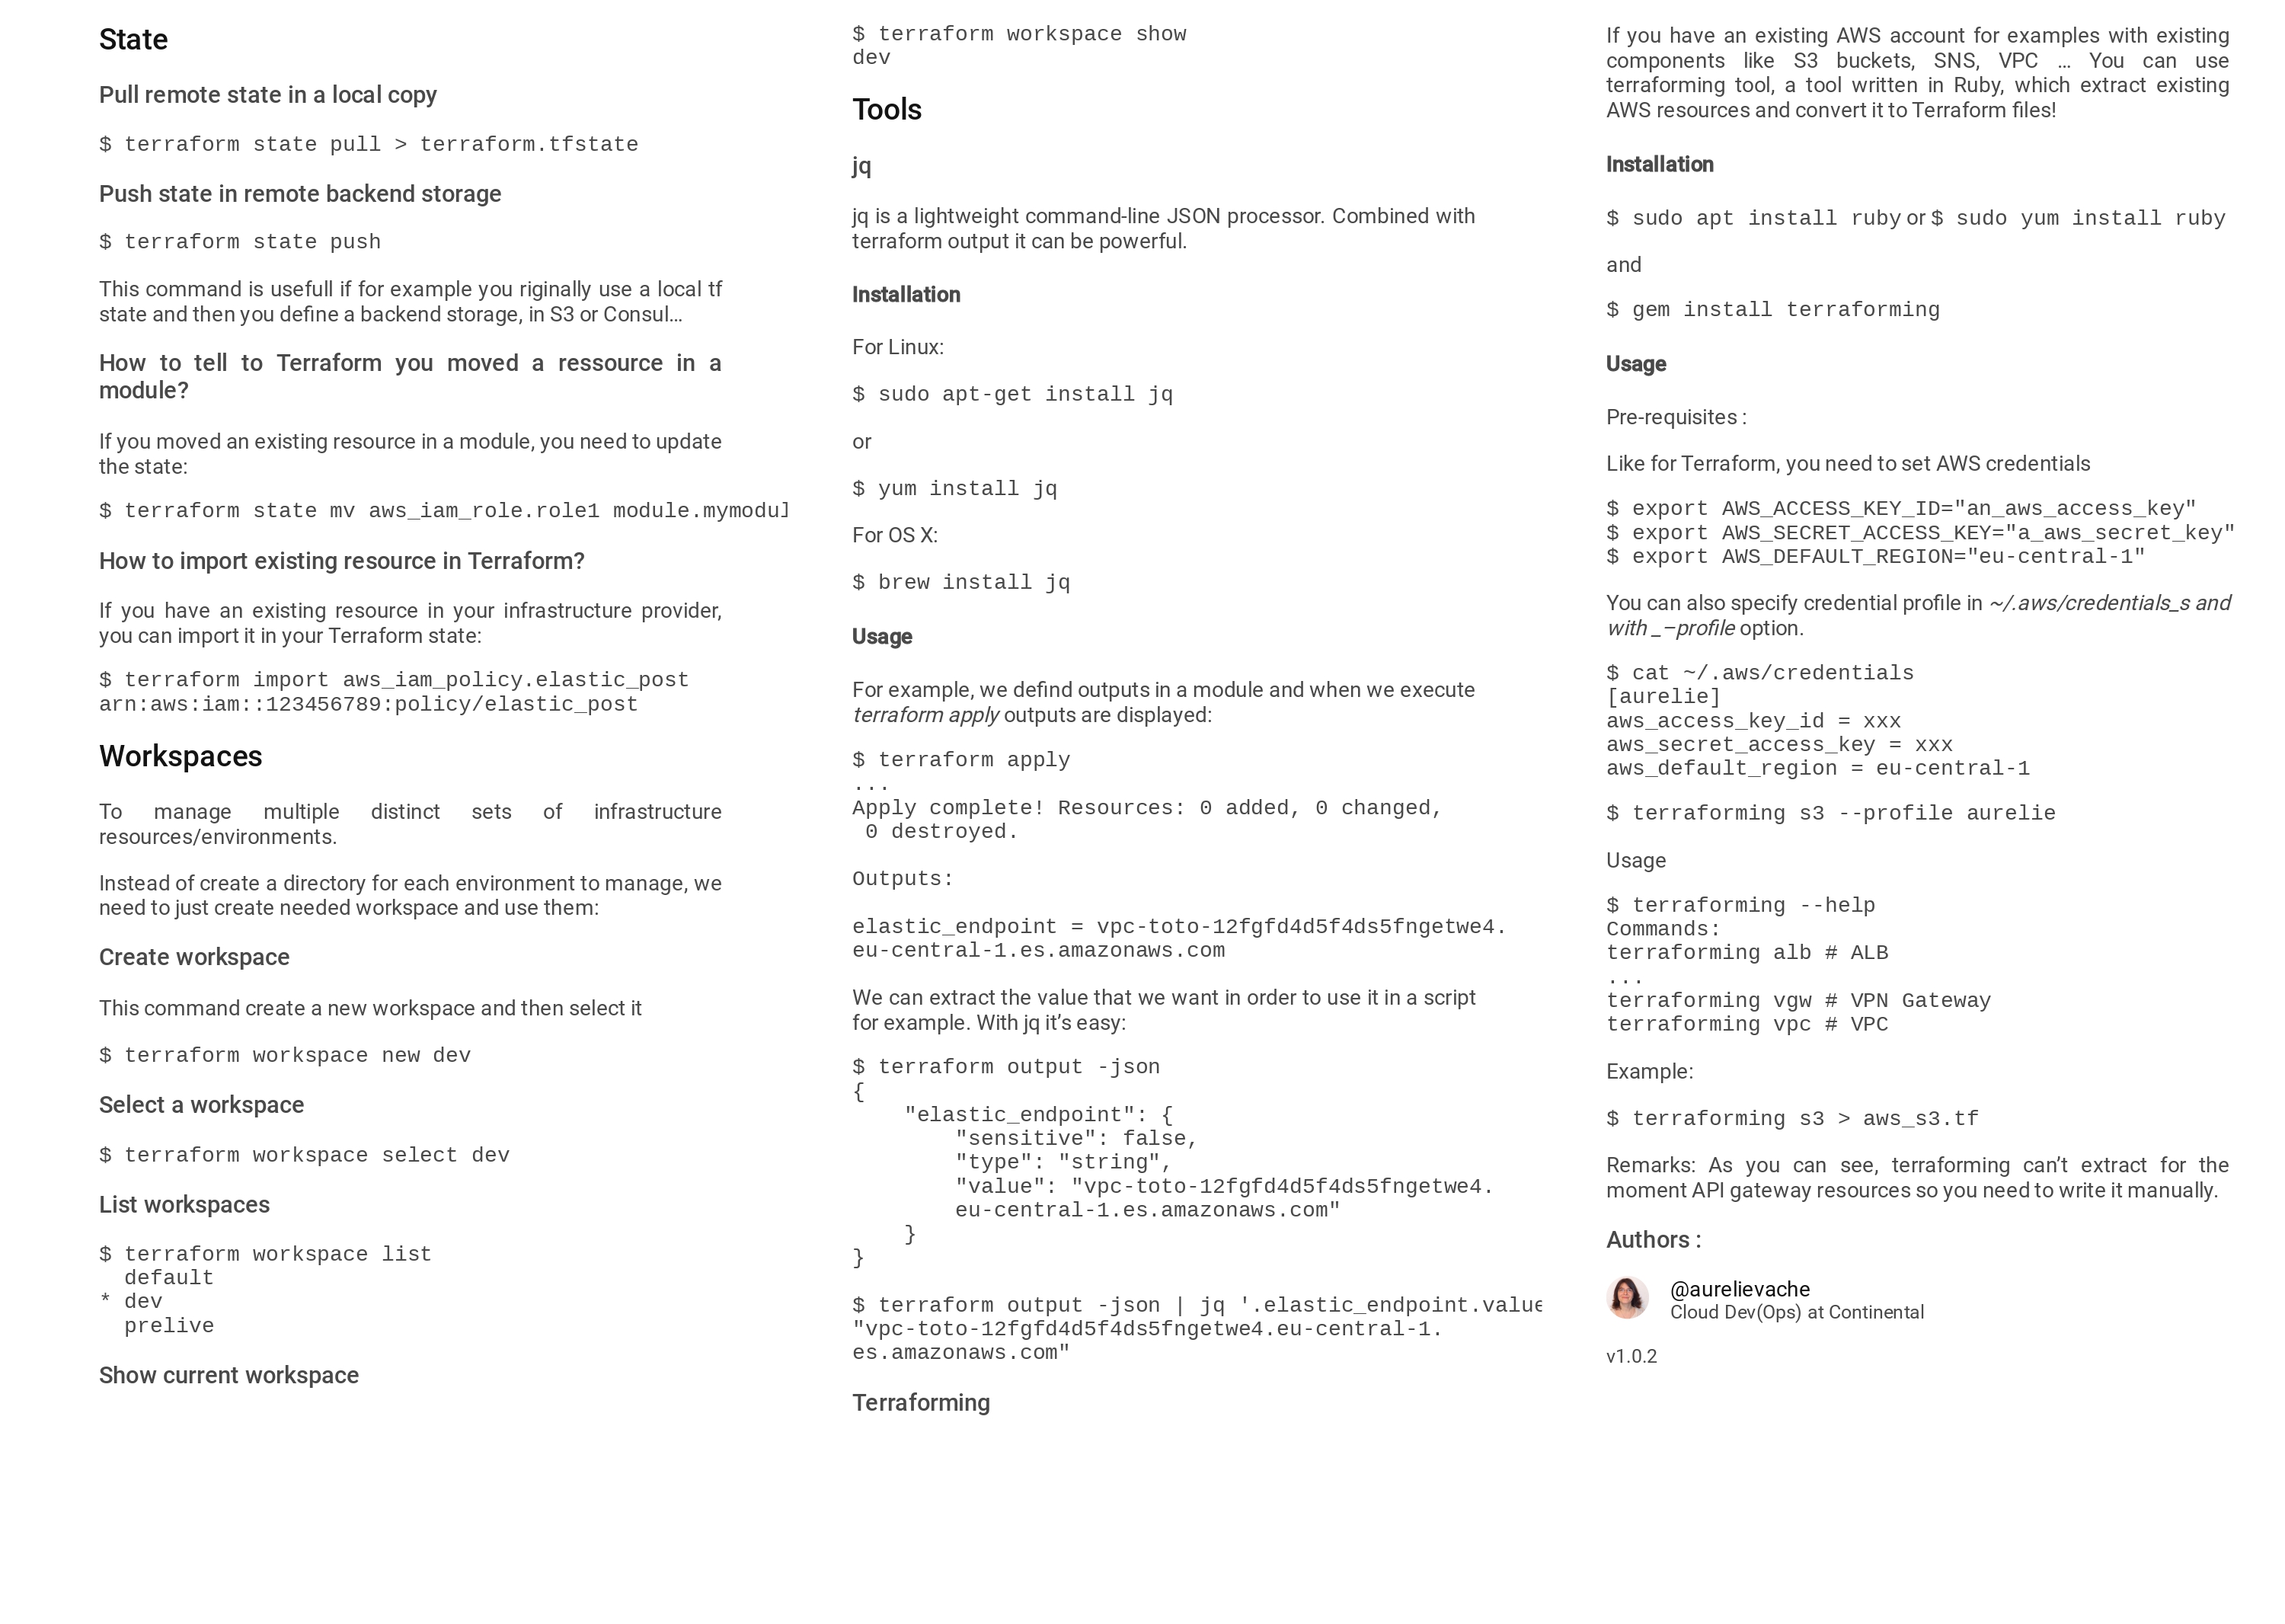 State
Pull remote state in a local copy
$ terraform state pull > terraform.tfstate
Push state in remote backend storage
$ terraform state push
This command is usefull if for example you riginally use a local tf
state and then you define a backend storage, in S3 or Consul…
How to tell to Terraform you moved a ressource in a
module?
If you moved an existing resource in a module, you need to update
the state:
$ terraform state mv aws_iam_role.role1 module.mymodul
How to import existing resource in Terraform?
If you have an existing resource in your infrastructure provider,
you can import it in your Terraform state:
$ terraform import aws_iam_policy.elastic_post
arn:aws:iam::123456789:policy/elastic_post
Workspaces
To manage multiple distinct sets of infrastructure
resources/environments.
Instead of create a directory for each environment to manage, we
need to just create needed workspace and use them:
Create workspace
This command create a new workspace and then select it
$ terraform workspace new dev
Select a workspace
$ terraform workspace select dev
List workspaces
$ terraform workspace list
  default
* dev
  prelive
Show current workspace
$ terraform workspace show
dev
Tools
jq
jq is a lightweight command-line JSON processor. Combined with
terraform output it can be powerful.
Installation
For Linux:
$ sudo apt-get install jq
or
$ yum install jq
For OS X:
$ brew install jq
Usage
For example, we defind outputs in a module and when we execute
terraform apply outputs are displayed:
$ terraform apply
...
Apply complete! Resources: 0 added, 0 changed,
 0 destroyed.
Outputs:
elastic_endpoint = vpc-toto-12fgfd4d5f4ds5fngetwe4.
eu-central-1.es.amazonaws.com
We can extract the value that we want in order to use it in a script
for example. With jq it’s easy:
$ terraform output -json
{
    "elastic_endpoint": {
        "sensitive": false,
        "type": "string",
        "value": "vpc-toto-12fgfd4d5f4ds5fngetwe4.
        eu-central-1.es.amazonaws.com"
    }
}
$ terraform output -json | jq '.elastic_endpoint.value
"vpc-toto-12fgfd4d5f4ds5fngetwe4.eu-central-1.
es.amazonaws.com"
Terraforming
If you have an existing AWS account for examples with existing
components like S3 buckets, SNS, VPC … You can use
terraforming tool, a tool written in Ruby, which extract existing
AWS resources and convert it to Terraform files!
Installation
$ sudo apt install ruby or $ sudo yum install ruby
and
$ gem install terraforming
Usage
Pre-requisites :
Like for Terraform, you need to set AWS credentials
$ export AWS_ACCESS_KEY_ID="an_aws_access_key"
$ export AWS_SECRET_ACCESS_KEY="a_aws_secret_key"
$ export AWS_DEFAULT_REGION="eu-central-1"
You can also specify credential profile in ~/.aws/credentials_s and
with _–profile option.
$ cat ~/.aws/credentials
[aurelie]
aws_access_key_id = xxx
aws_secret_access_key = xxx
aws_default_region = eu-central-1
$ terraforming s3 --profile aurelie
Usage
$ terraforming --help
Commands:
terraforming alb # ALB
...
terraforming vgw # VPN Gateway
terraforming vpc # VPC
Example:
$ terraforming s3 > aws_s3.tf
Remarks: As you can see, terraforming can’t extract for the
moment API gateway resources so you need to write it manually.
Authors :
@aurelievache
Cloud Dev(Ops) at Continental
v1.0.2